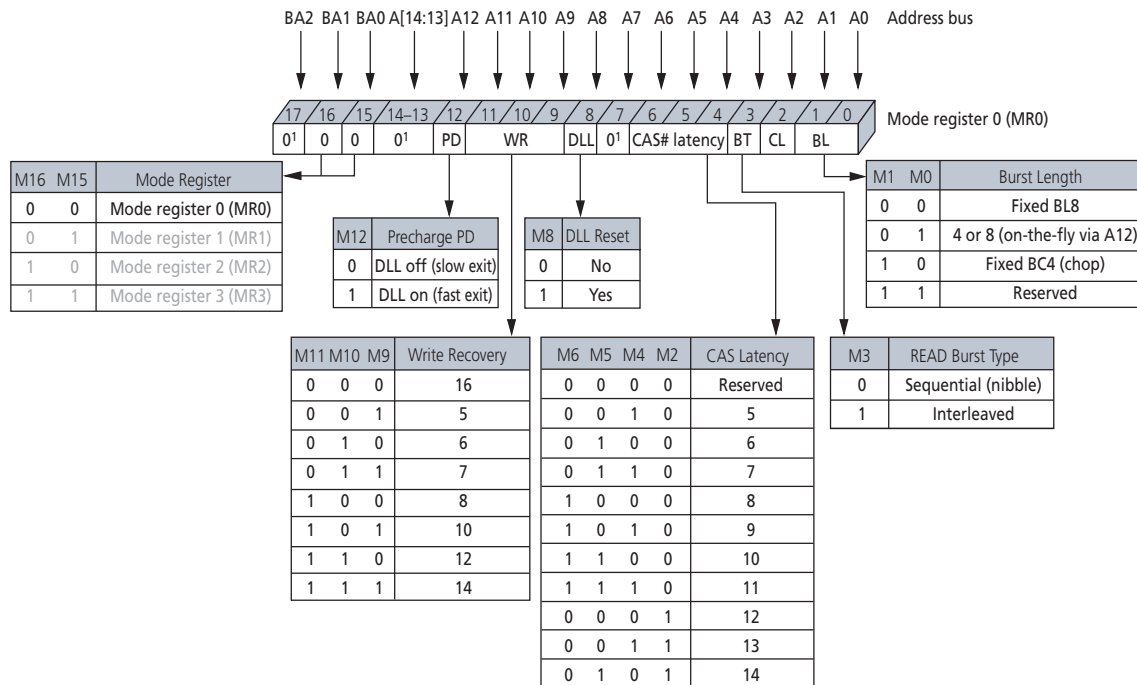 BA2 BA1 BA0 A[14:13] A12 A11 A10 A9 A8 A7 A6 A5 A4 A3 A2 A1 A0 Address bus
17 16 15 14–13 12 11 10 9 8 7 6 5 4 3 2 1 0 Mode register 0 (MR0)
0¹ 0 0 0¹ PD WR DLL 0¹ CAS# latency BT CL BL
M16 M15 Mode Register
0 0 Mode register 0 (MR0)
0 1 Mode register 1 (MR1)
1 0 Mode register 2 (MR2)
1 1 Mode register 3 (MR3)
M12 Precharge PD
0 DLL off (slow exit)
1 DLL on (fast exit)
M8 DLL Reset
0 No
1 Yes
M1 M0 Burst Length
0 0 Fixed BL8
0 1 4 or 8 (on-the-fly via A12)
1 0 Fixed BC4 (chop)
1 1 Reserved
M11 M10 M9 Write Recovery
0 0 0 16
0 0 1 5
0 1 0 6
0 1 1 7
1 0 0 8
1 0 1 10
1 1 0 12
1 1 1 14
M6 M5 M4 M2 CAS Latency
0 0 0 0 Reserved
0 0 1 0 5
0 1 0 0 6
0 1 1 0 7
1 0 0 0 8
1 0 1 0 9
1 1 0 0 10
1 1 1 0 11
0 0 0 1 12
0 0 1 1 13
0 1 0 1 14
M3 READ Burst Type
0 Sequential (nibble)
1 Interleaved